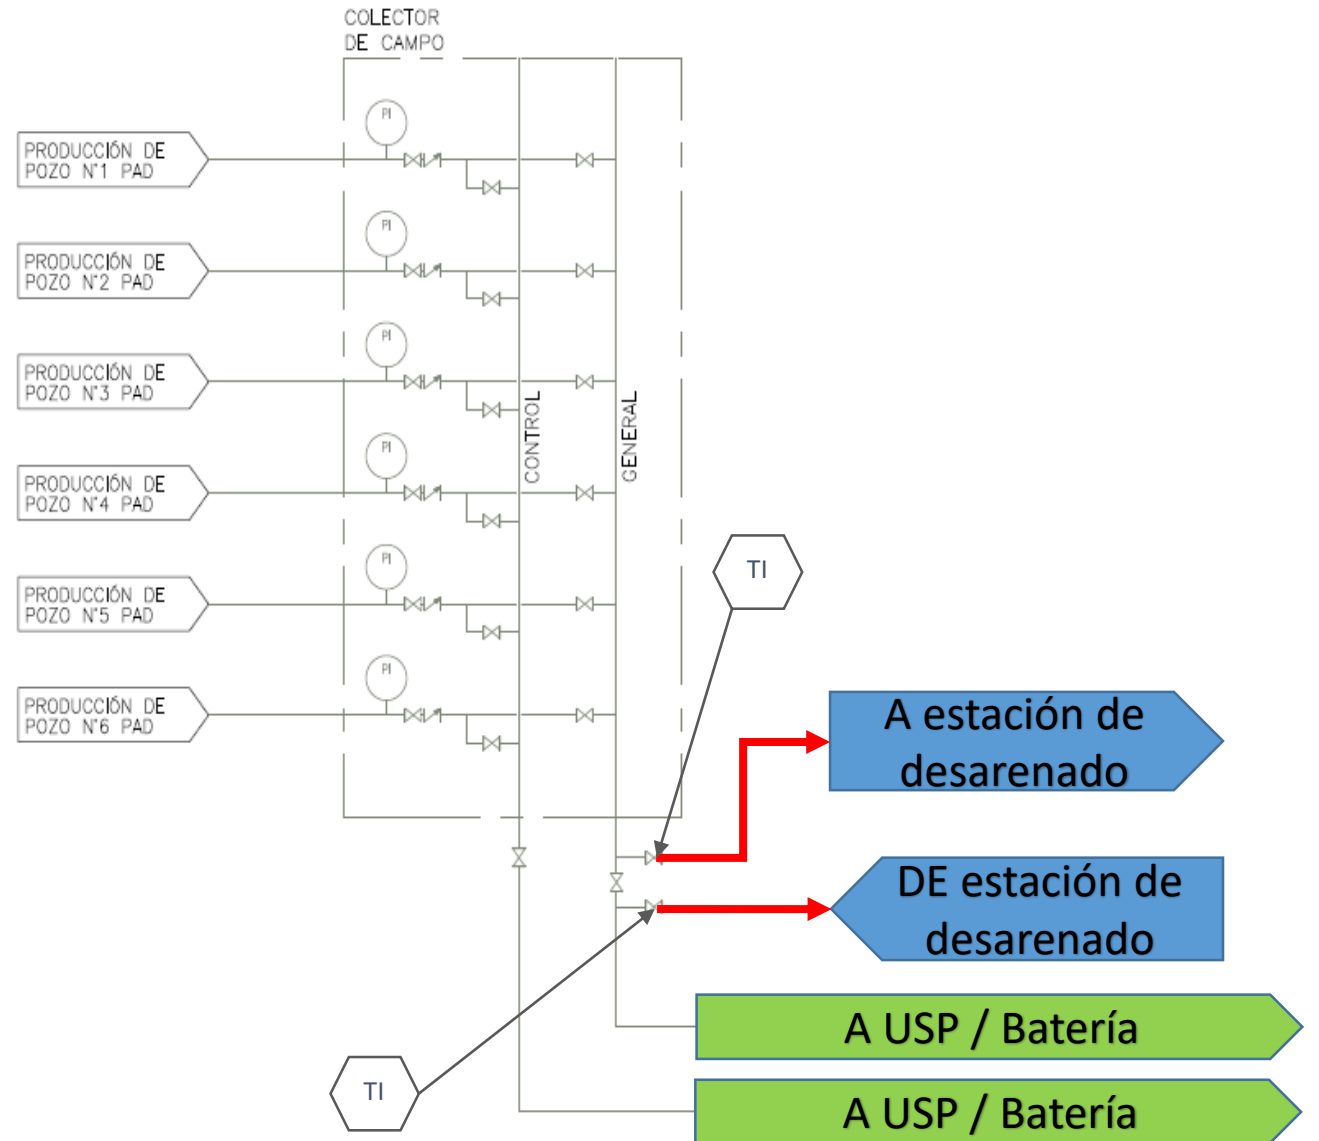 COLECTOR
DE CAMPO
PI
PRODUCCIÓN DE
POZO N°1 PAD
PI
PRODUCCIÓN DE
POZO N°2 PAD
PI
PRODUCCIÓN DE
POZO N°3 PAD
CONTROL
GENERAL
PI
PRODUCCIÓN DE
POZO N°4 PAD
PI
PRODUCCIÓN DE
POZO N°5 PAD
TI
PI
PRODUCCIÓN DE
POZO N°6 PAD
A estación de
desarenado
DE estación de
desarenado
A USP / Batería
TI
A USP / Batería